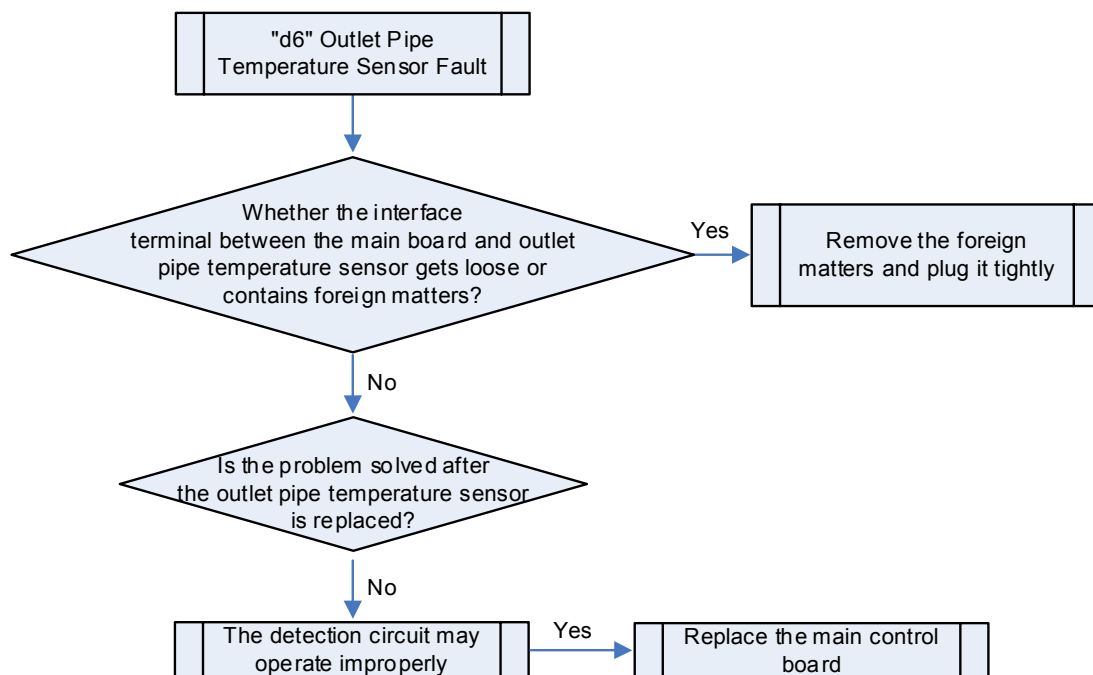 "d6" Outlet Pipe
Temperature Sensor Fault
Whether the interface
terminal between the main board and outlet
pipe temperature sensor gets loose or
contains foreign matters?
Yes
Remove the foreign
matters and plug it tightly
No
Is the problem solved after
the outlet pipe temperature sensor
is replaced?
No
The detection circuit may
operate improperly
Yes
Replace the main control
board